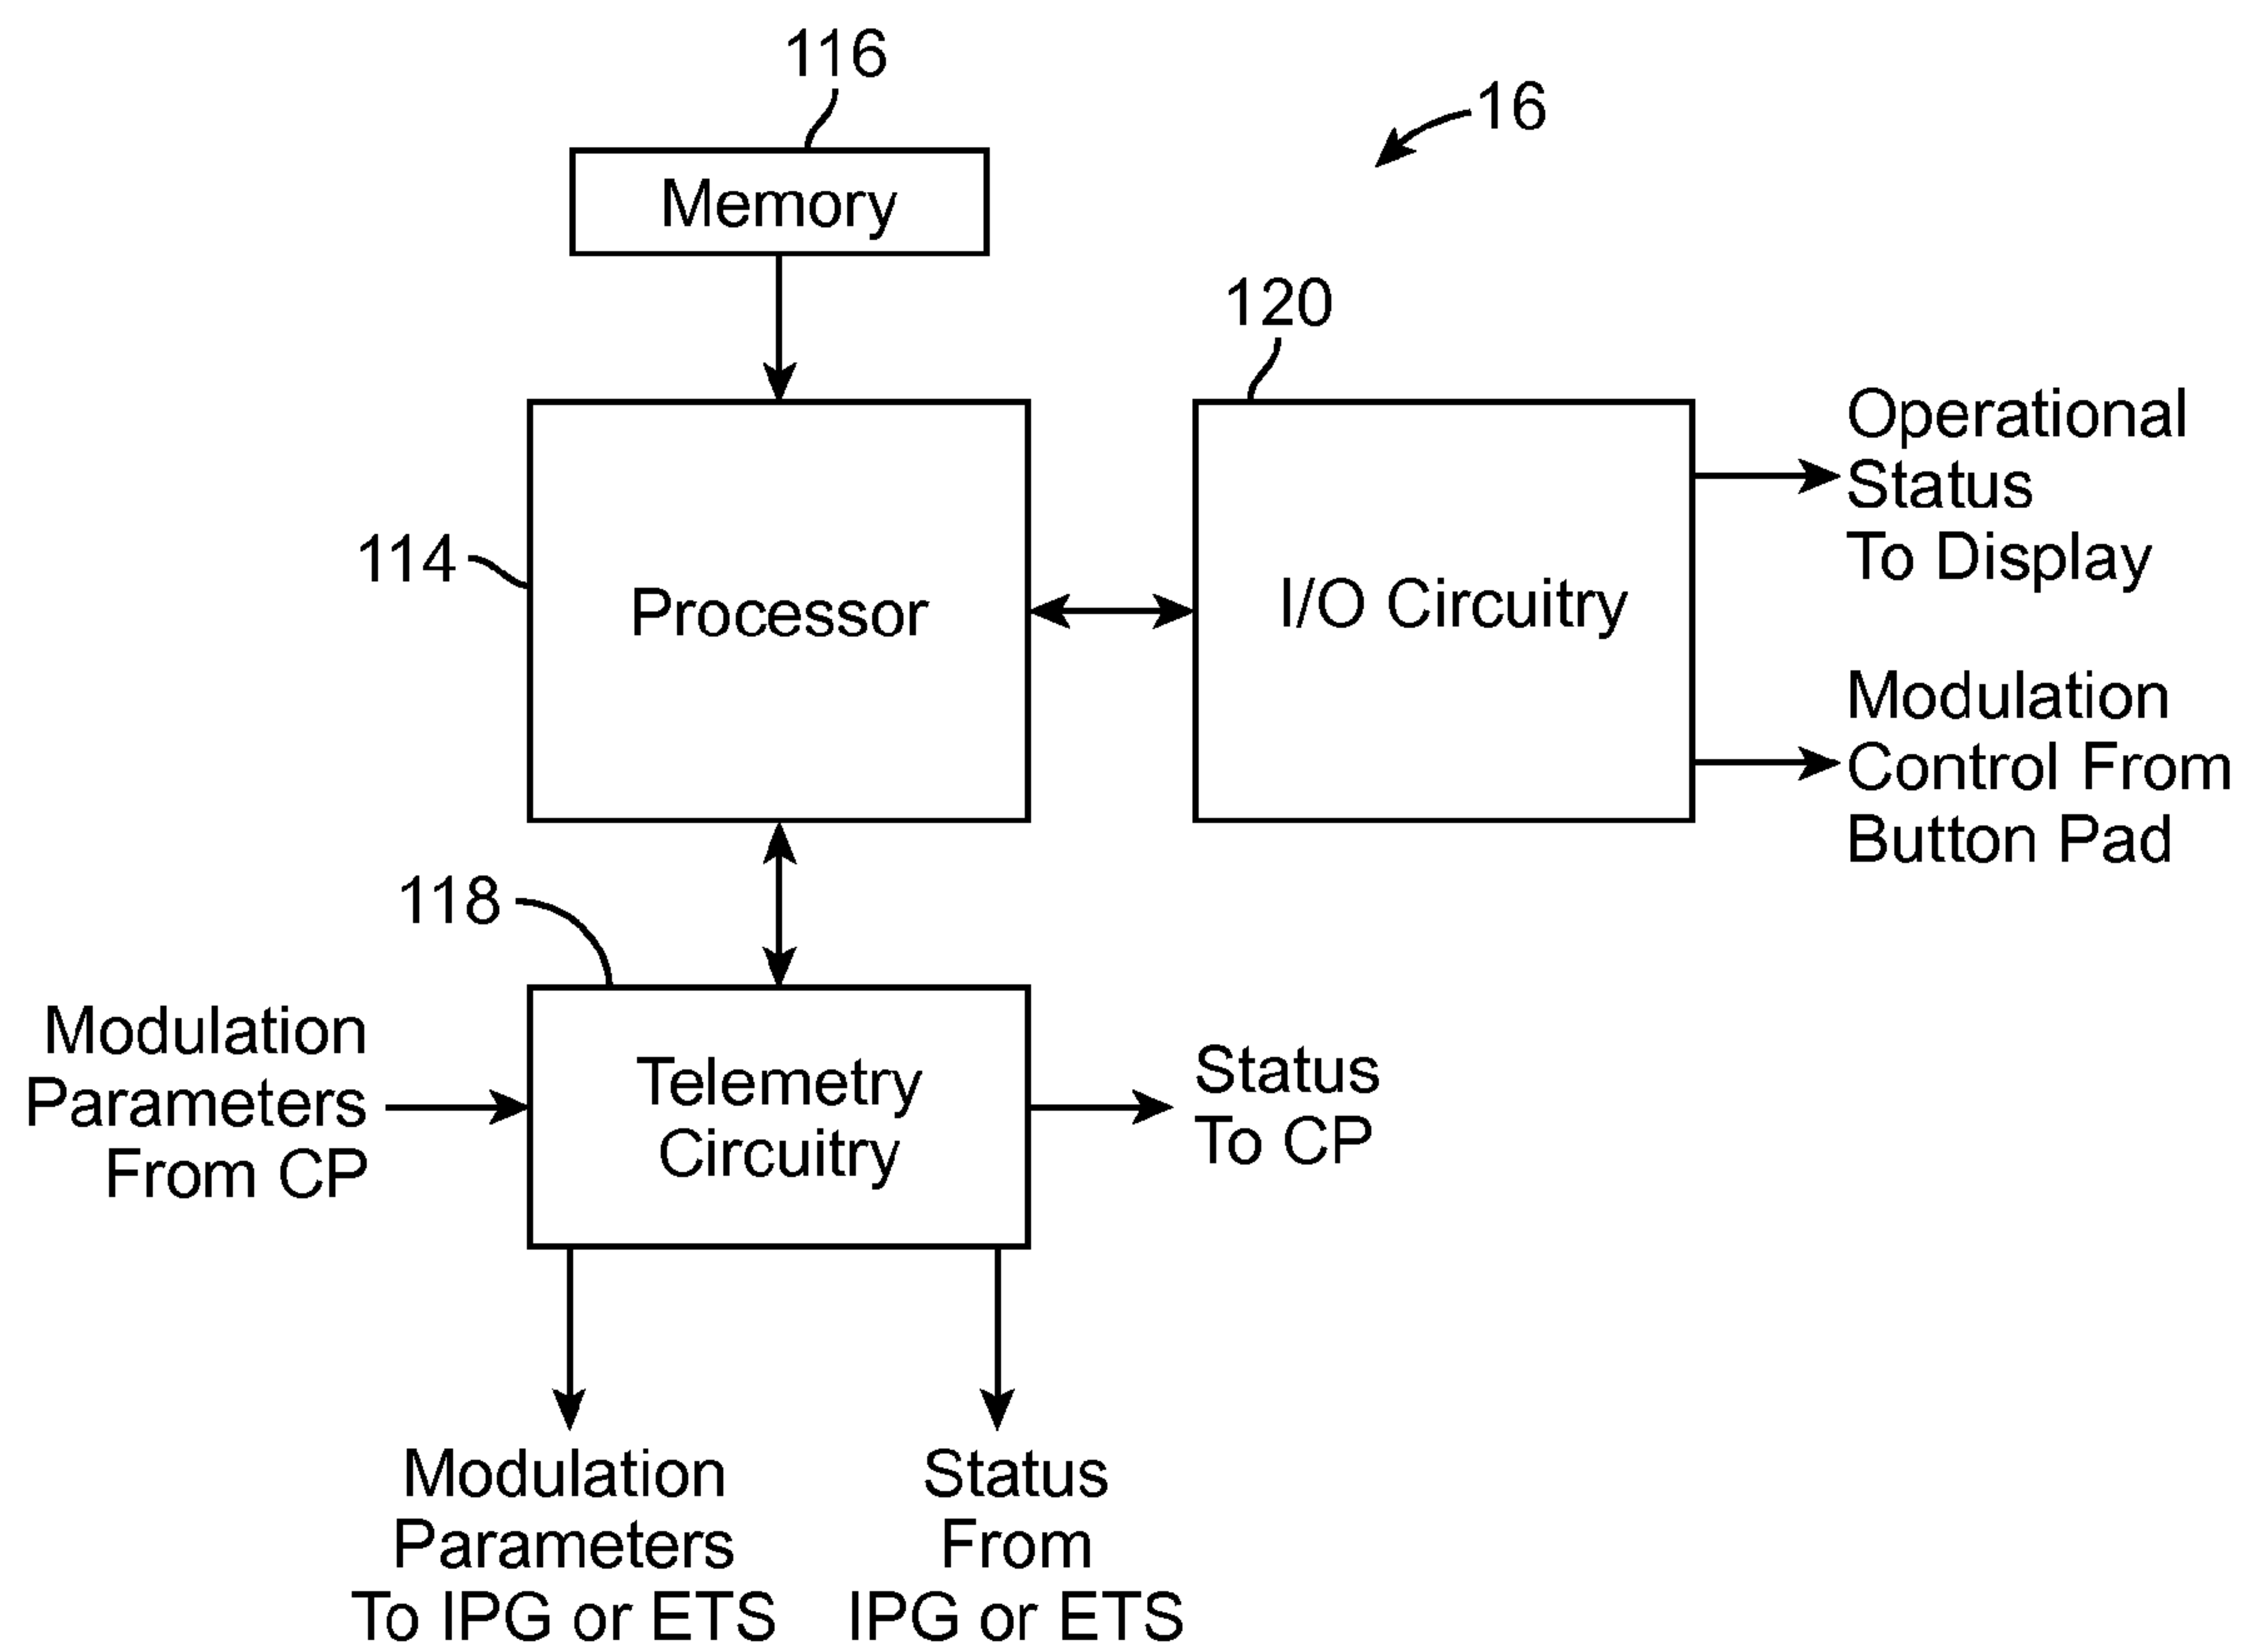 116
16
Memory
120
Operational
Status
To Display
114
Processor
I/O Circuitry
Modulation
Control From
Button Pad
118
Modulation
Parameters
From CP
Telemetry
Circuitry
Status
To CP
Modulation
Parameters
To IPG or ETS
Status
From
IPG or ETS